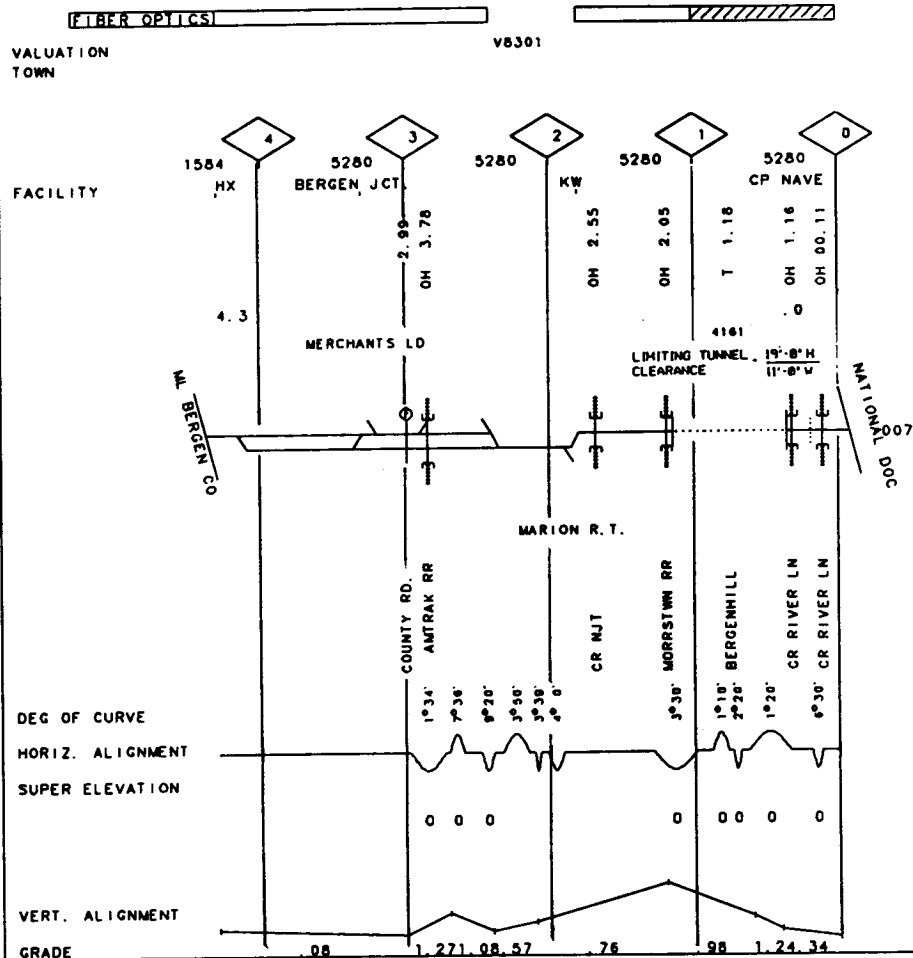 FIBER OPTICS
VALUATION V8301
TOWN
4 3 2 1 0
1584 5280 5280 5280 5280
FACILITY HX BERGEN JCT. KW CP NAVE
2.99
OH 3.78
OH 2.55
OH 2.05
T 1.18
OH 1.16
OH 00.11
4.3
.0
MERCHANTS LD
4161
LIMITING TUNNEL
CLEARANCE
19'-8" H
11'-8" W
ML BERGEN CO
NATIONAL DOC
007
MARION R.T.
COUNTY RD.
AMTRAK RR
CR NJT
MORRSTWN RR
BERGENHILL
CR RIVER LN
CR RIVER LN
DEG OF CURVE 1°34' 7°36' 9°20' 3°50' 3°39' 4°0' 3°30' 1°10' 2°20' 1°20' 6°30'
HORIZ. ALIGNMENT
SUPER ELEVATION
0 0 0 0 0 0 0 0
VERT. ALIGNMENT
GRADE .08 1.27 1.08 .57 .76 .98 1.24 .34